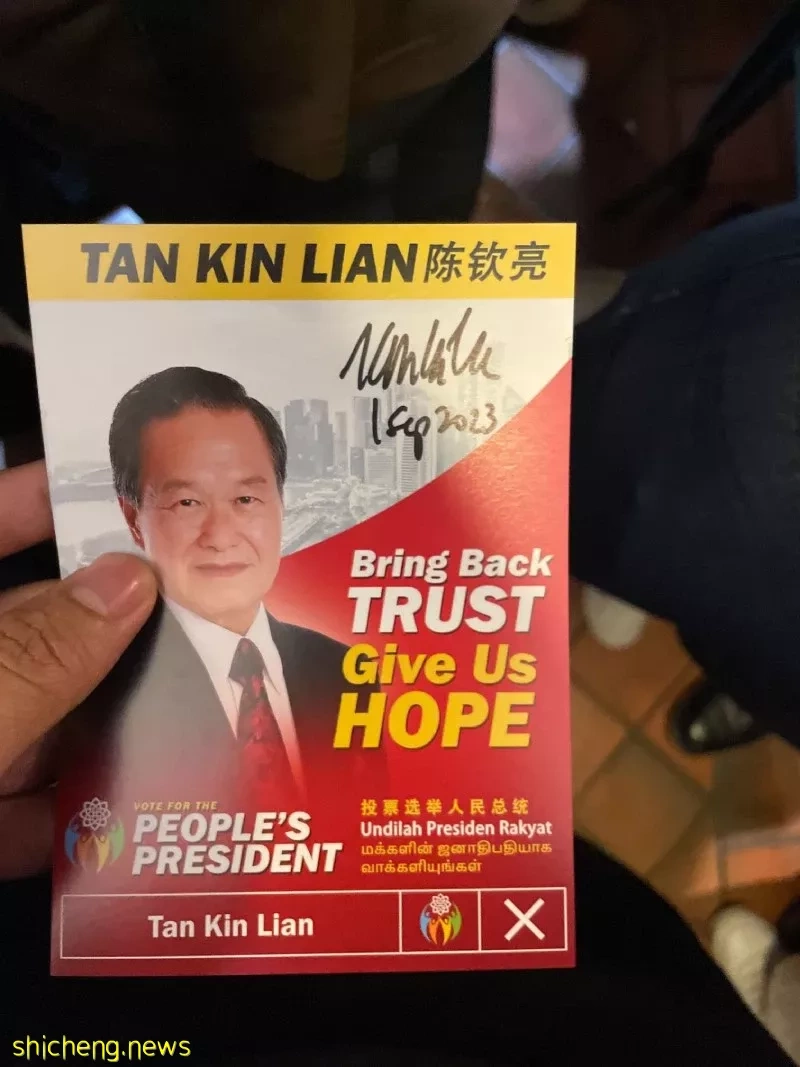 TAN KIN LIAN 陈钦亮
1 Sep 2023
Bring Back
TRUST
Give Us
HOPE
VOTE FOR THE
PEOPLE'S
PRESIDENT
投票选举人民总统
Undilah Presiden Rakyat
மக்களின் ஜனாதிபதியாக
வாக்களியுங்கள்
Tan Kin Lian
shicheng.news